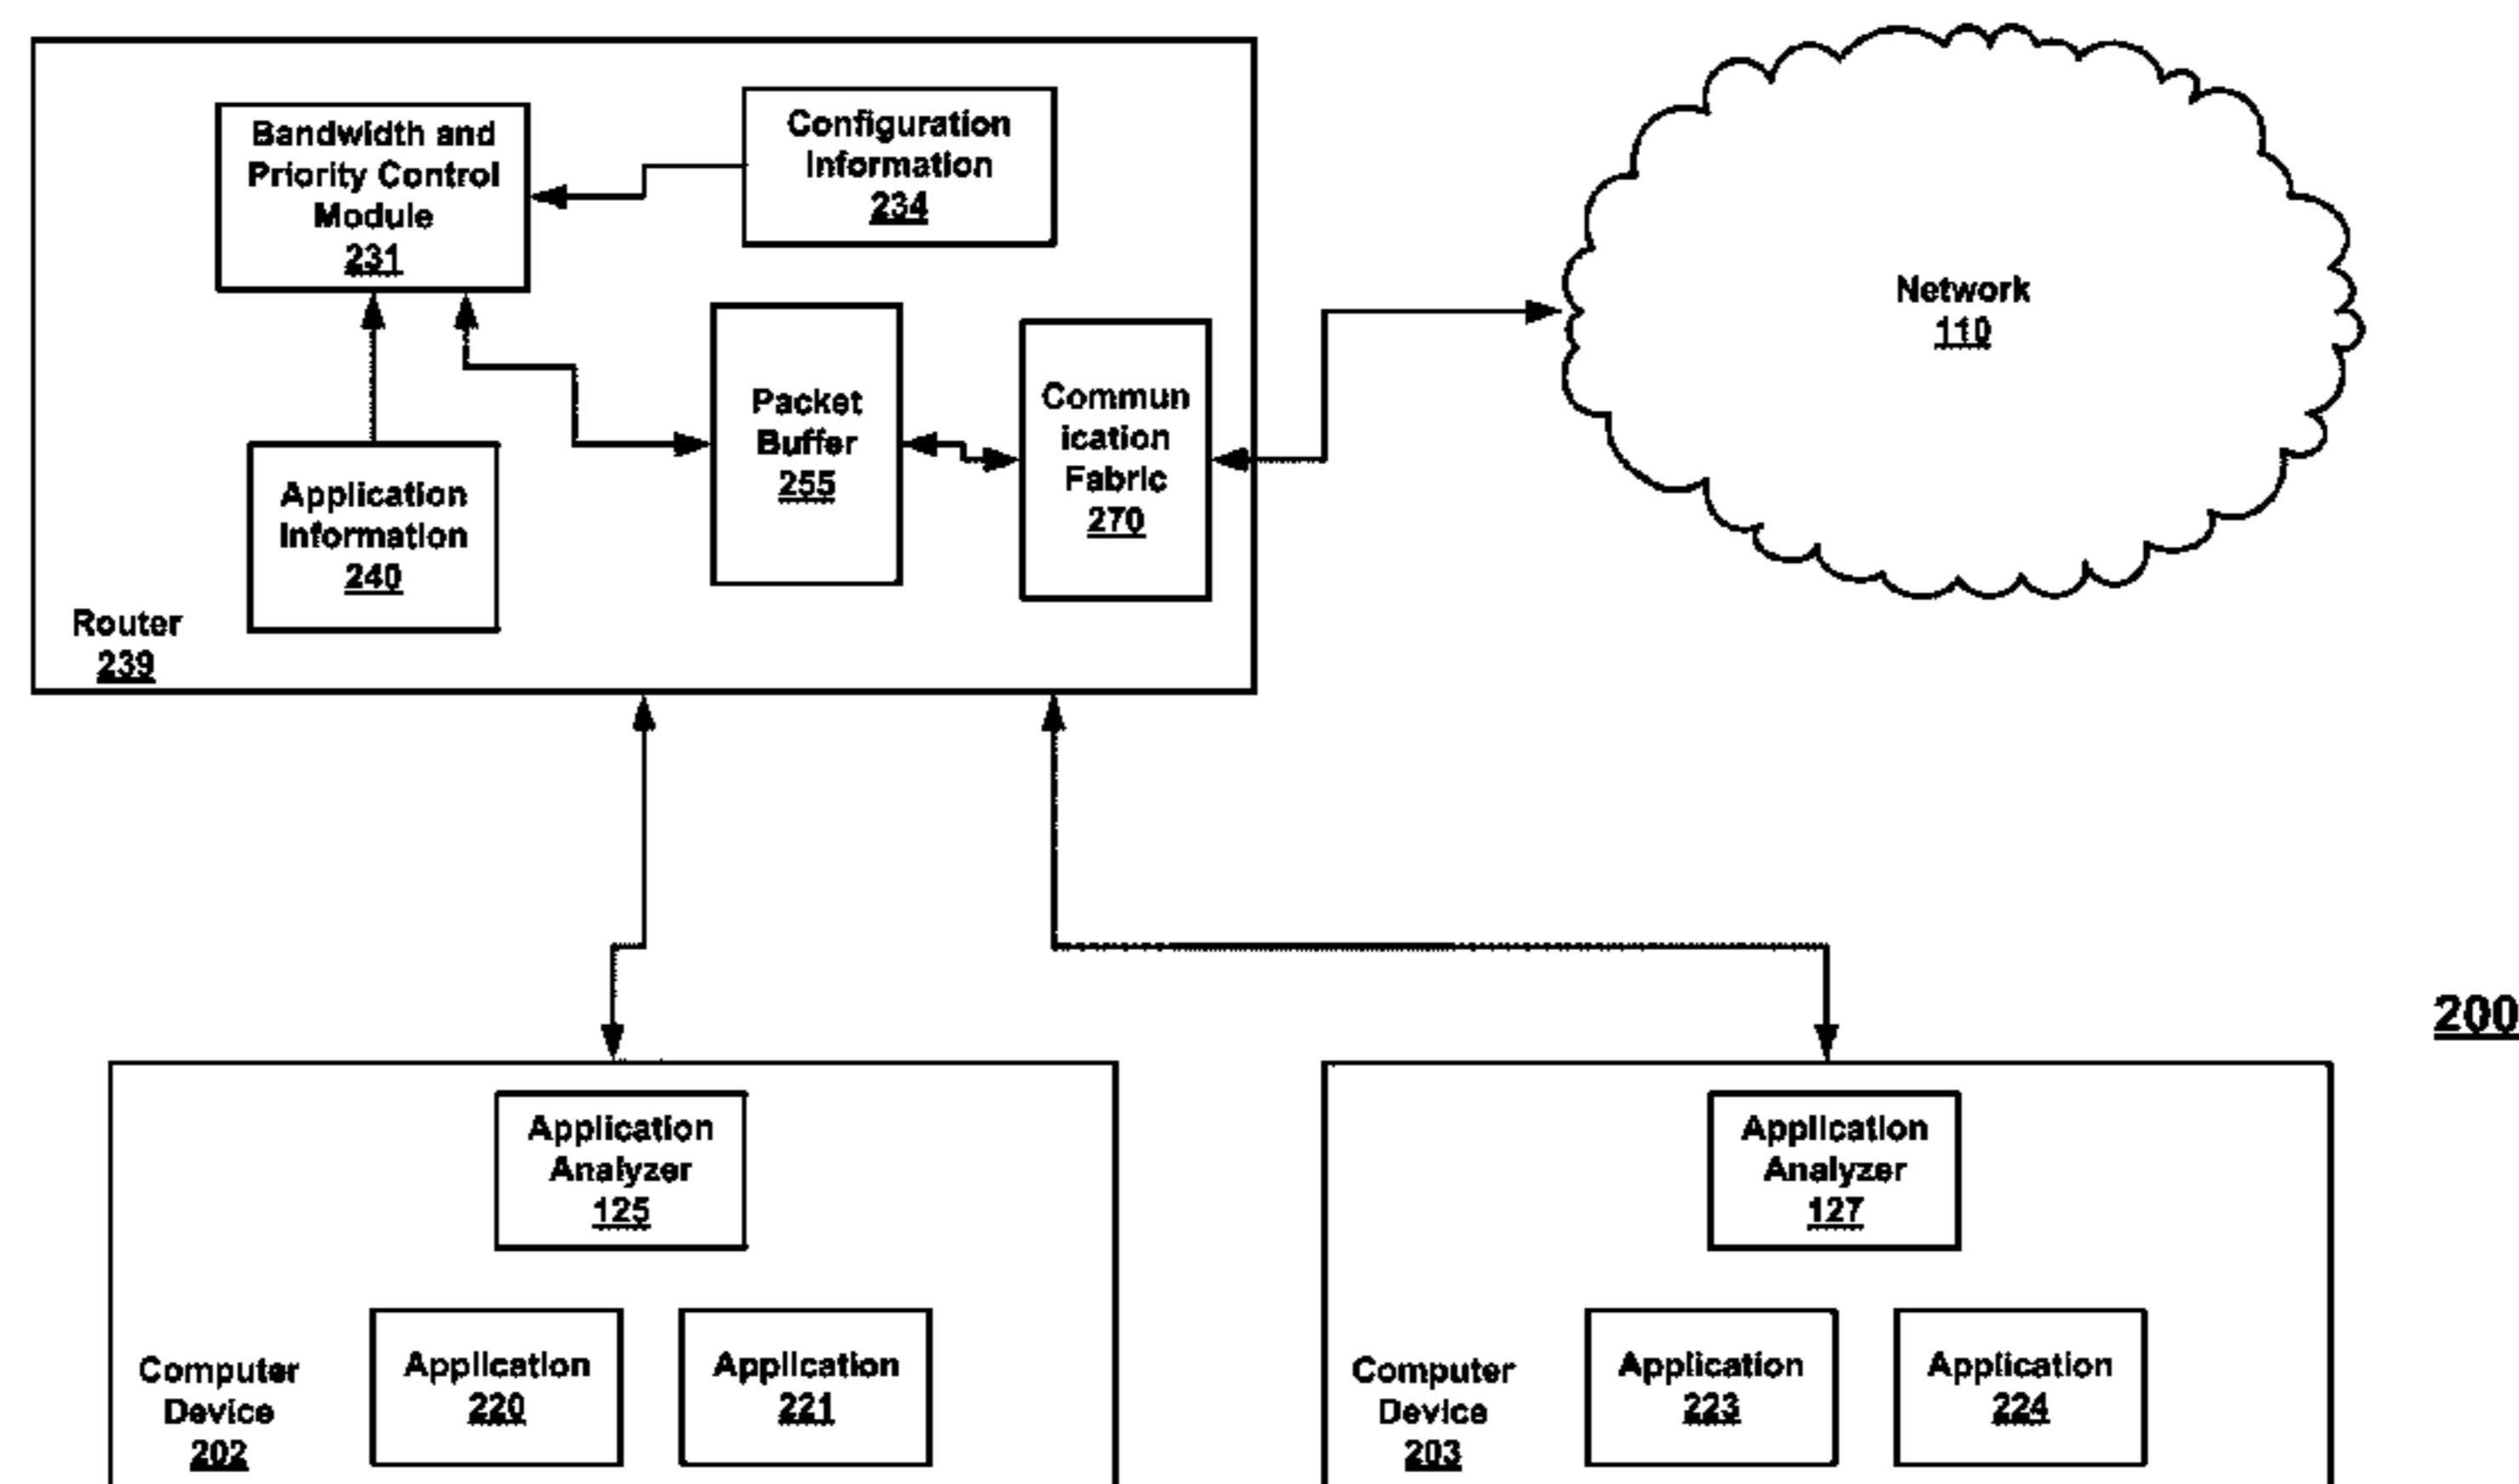 Bandwidth and
Priority Control
Module
231
Configuration
Information
234
Network
110
Packet
Buffer
255
Commun
ication
Fabric
270
Application
Information
240
Router
239
200
Application
Analyzer
125
Application
Analyzer
127
Computer
Device
202
Application
220
Application
221
Computer
Device
203
Application
223
Application
224